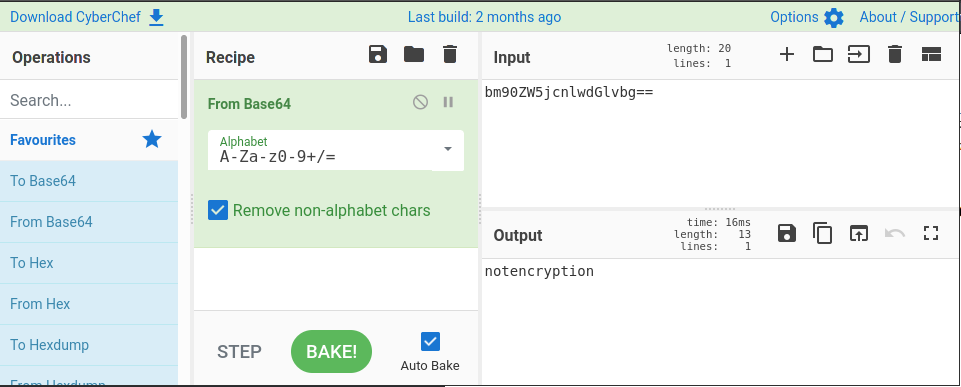 Download CyberChef
Last build: 2 months ago
Options
About / Support
Operations
Search...
Favourites
To Base64
From Base64
To Hex
From Hex
To Hexdump
From Hexdump
Recipe
From Base64
Alphabet
A-Za-z0-9+/=
Remove non-alphabet chars
STEP
BAKE!
Auto Bake
Input
length: 20
lines: 1
bm90ZW5jcnlwdGlvbg==
Output
time: 16ms
length: 13
lines: 1
notencryption